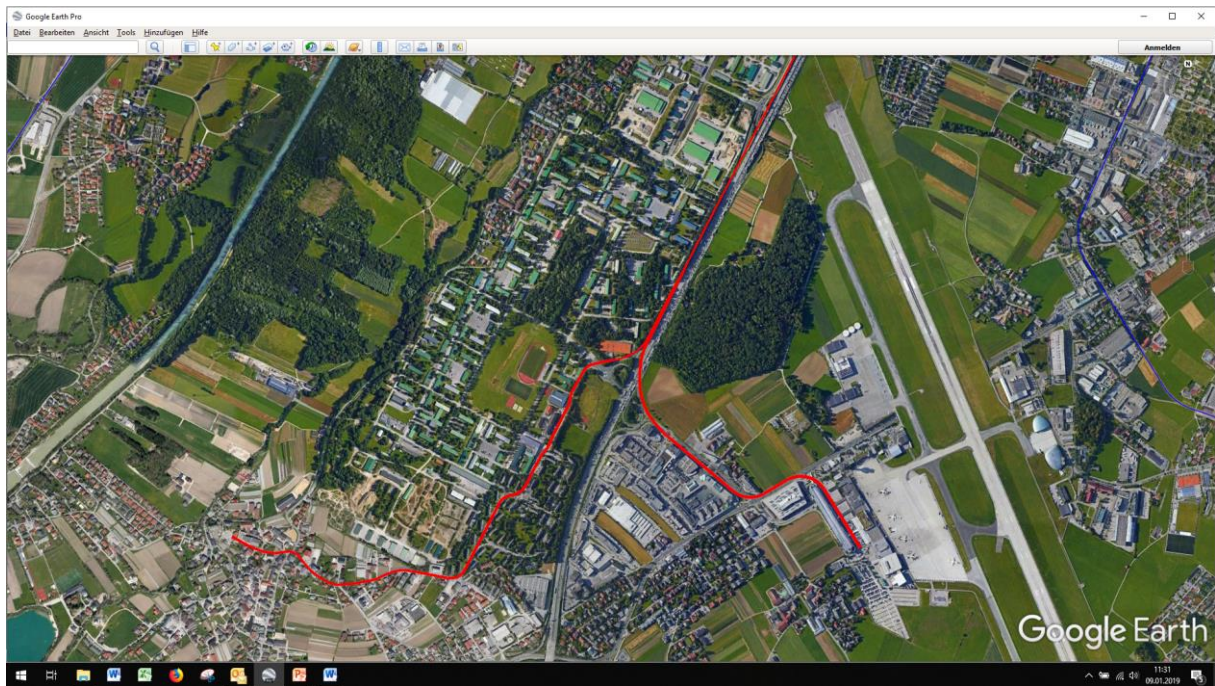 Google Earth Pro
Datei Bearbeiten Ansicht Tools Hinzufügen Hilfe
Anmelden
N
Google Earth
11:31
09.01.2019